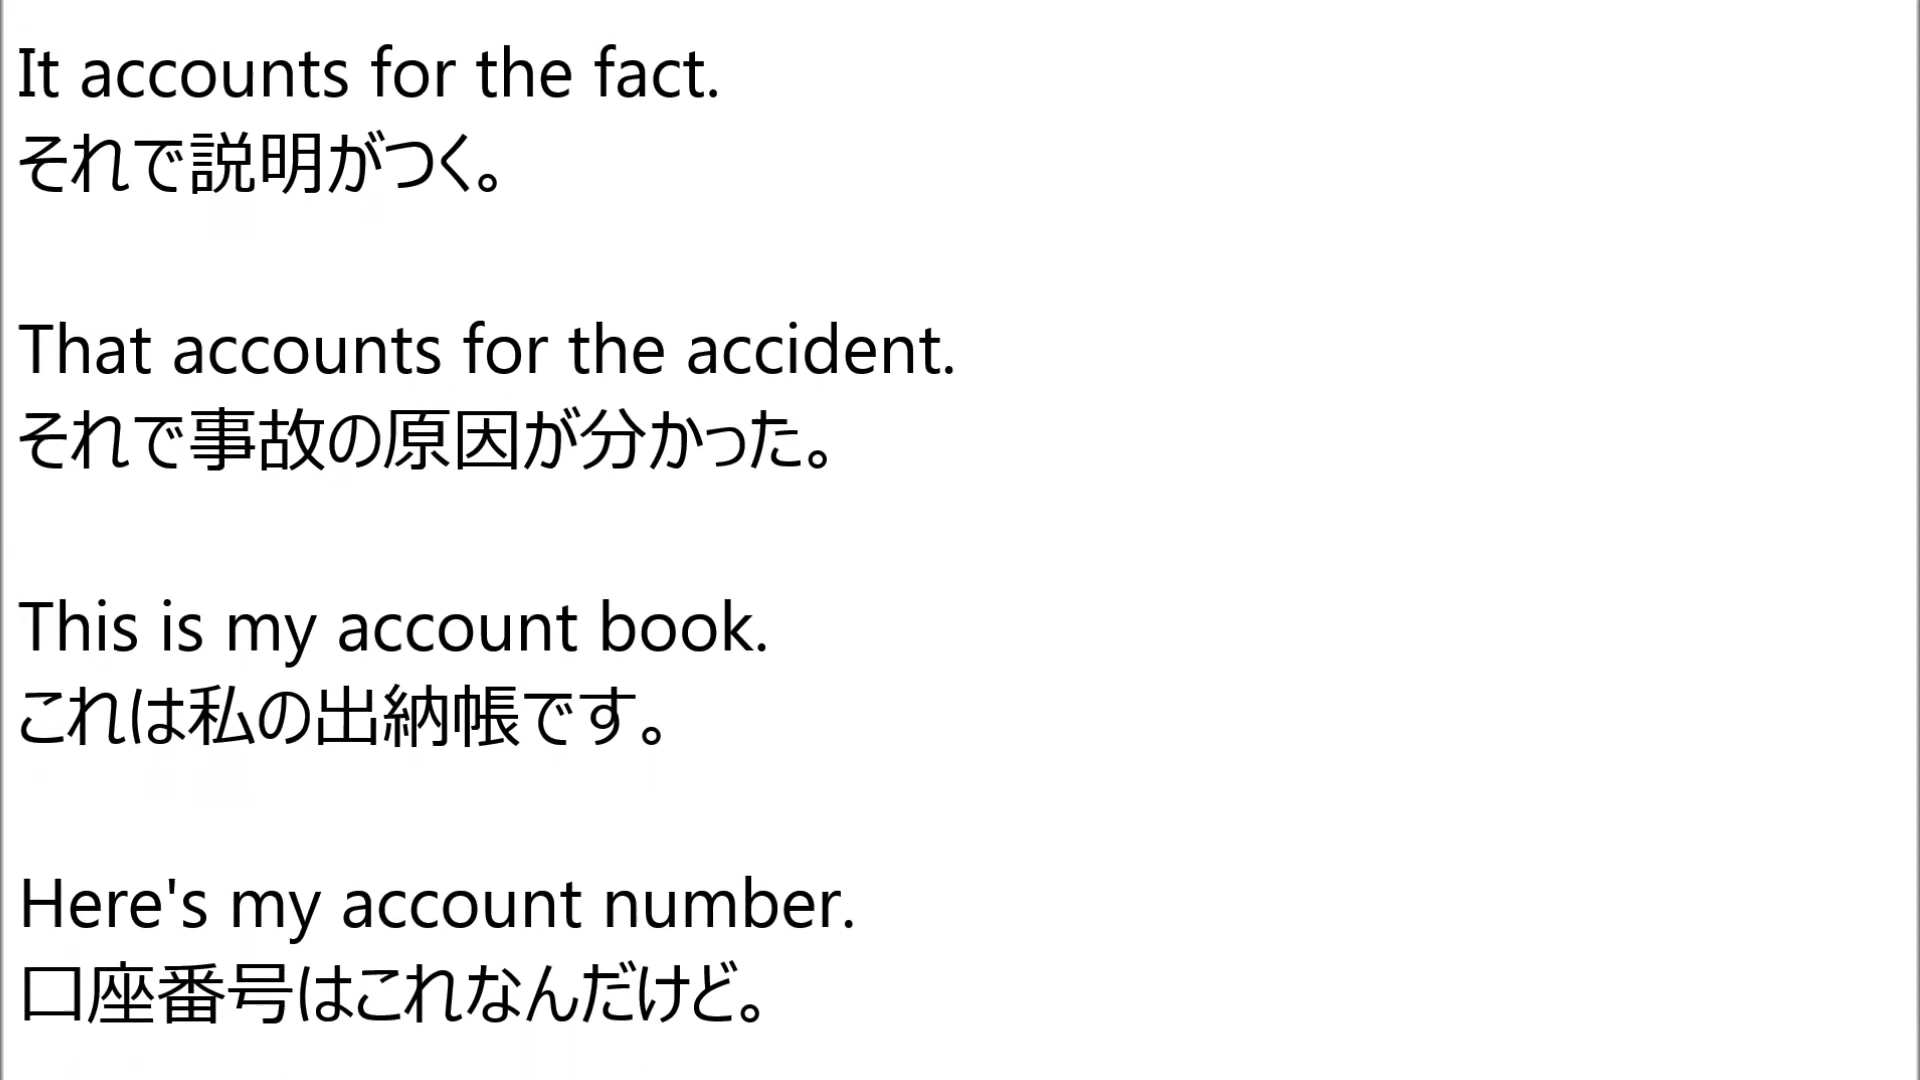 It accounts for the fact.
それで説明がつく。
That accounts for the accident.
それで事故の原因が分かった。
This is my account book.
これは私の出納帳です。
Here's my account number.
口座番号はこれなんだけど。